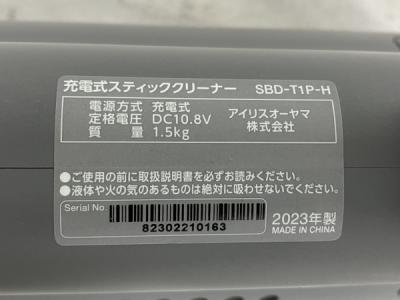 充電式スティッククリーナー SBD-T1P-H
電源方式 充電式
定格電圧 DC10.8V
質 量 1.5kg
アイリスオーヤマ
株式会社
●ご使用の前に取扱説明書を必ずお読みください。
●液体や火の気のあるものは絶対に吸わせないでください。
Serial No.
82302210163
2023年製
MADE IN CHINA